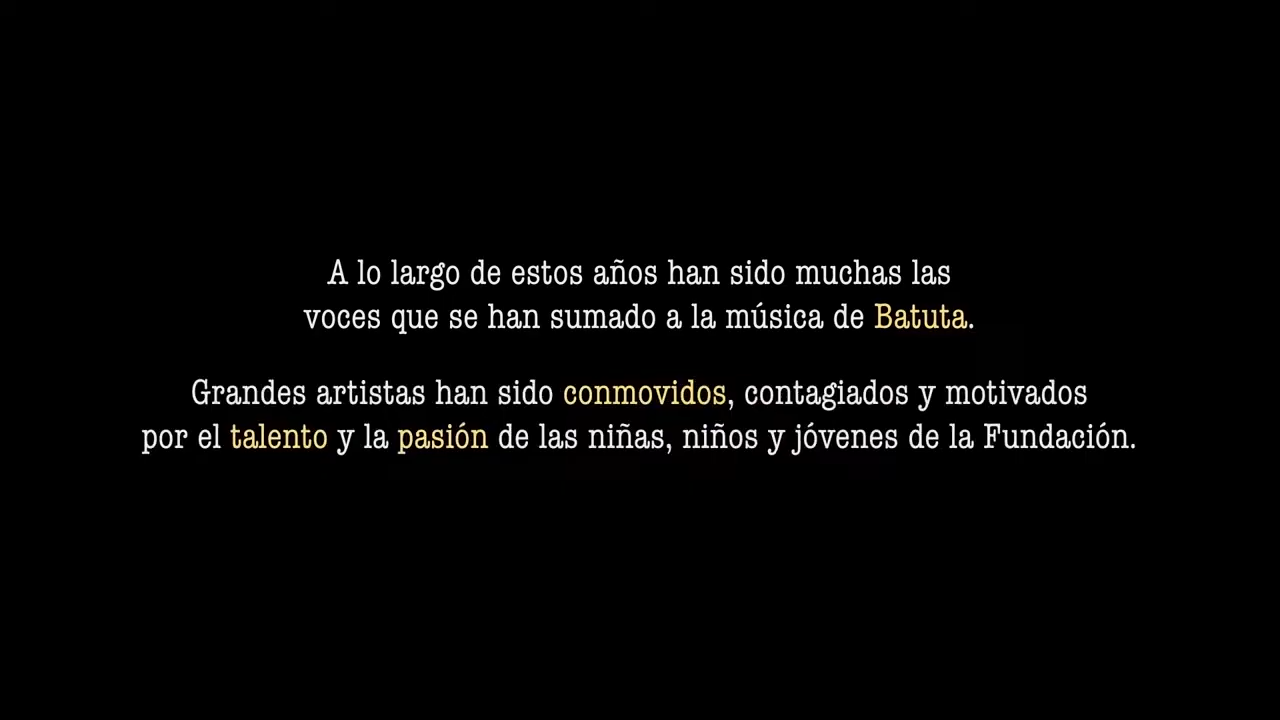 A lo largo de estos años han sido muchas las
voces que se han sumado a la música de Batuta.
Grandes artistas han sido conmovidos, contagiados y motivados
por el talento y la pasión de las niñas, niños y jóvenes de la Fundación.